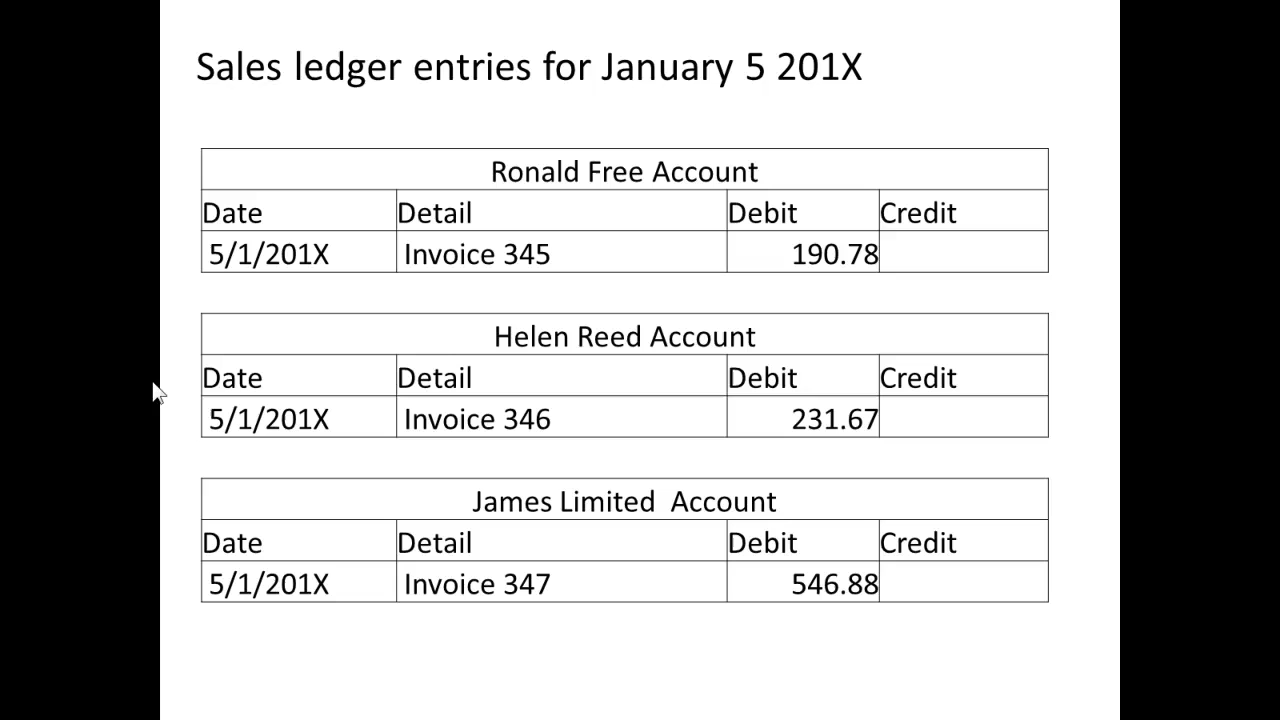 Sales ledger entries for January 5 201X
Ronald Free Account
Date Detail Debit Credit
5/1/201X Invoice 345 190.78
Helen Reed Account
Date Detail Debit Credit
5/1/201X Invoice 346 231.67
James Limited  Account
Date Detail Debit Credit
5/1/201X Invoice 347 546.88